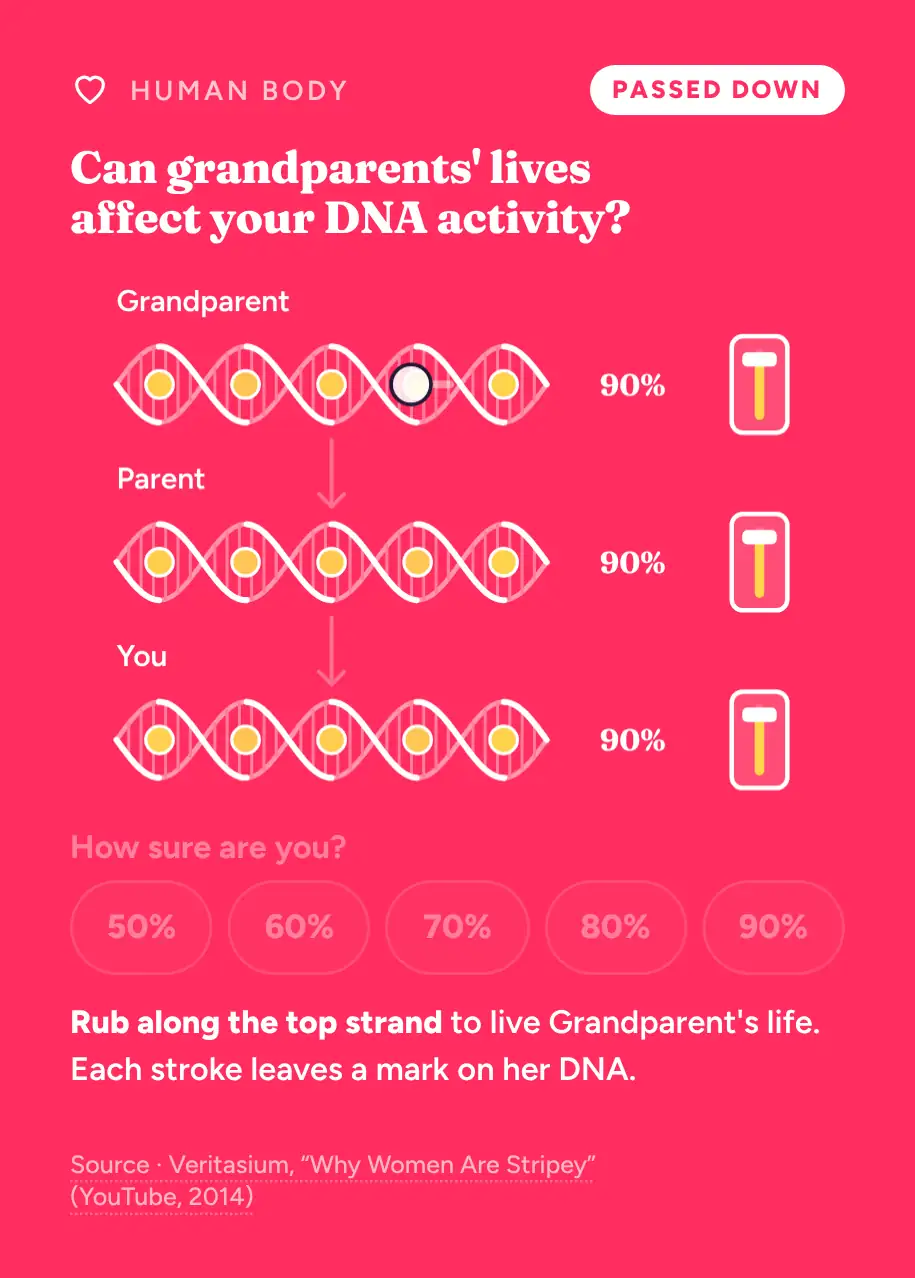 HUMAN BODY
PASSED DOWN
Can grandparents' lives
affect your DNA activity?
Grandparent
90%
Parent
90%
You
90%
How sure are you?
50% 60% 70% 80% 90%
Rub along the top strand to live Grandparent's life.
Each stroke leaves a mark on her DNA.
Source · Veritasium, “Why Women Are Stripey”
(YouTube, 2014)